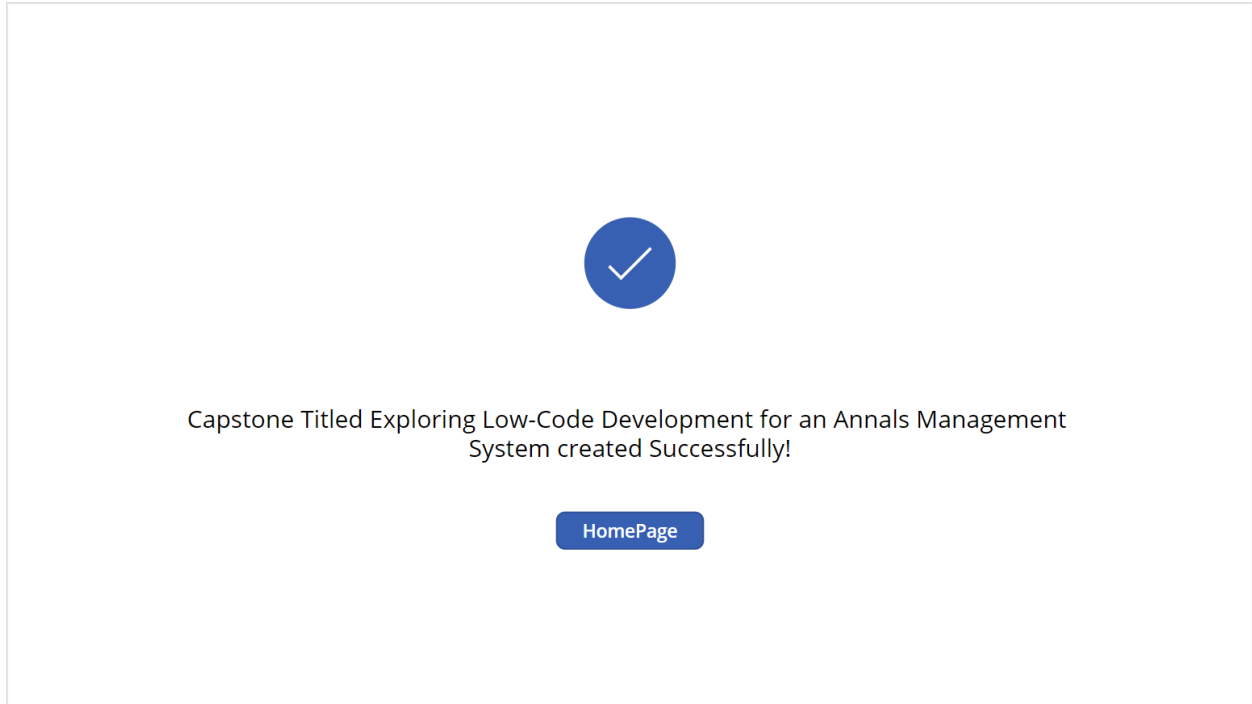 Capstone Titled Exploring Low-Code Development for an Annals Management
System created Successfully!
HomePage